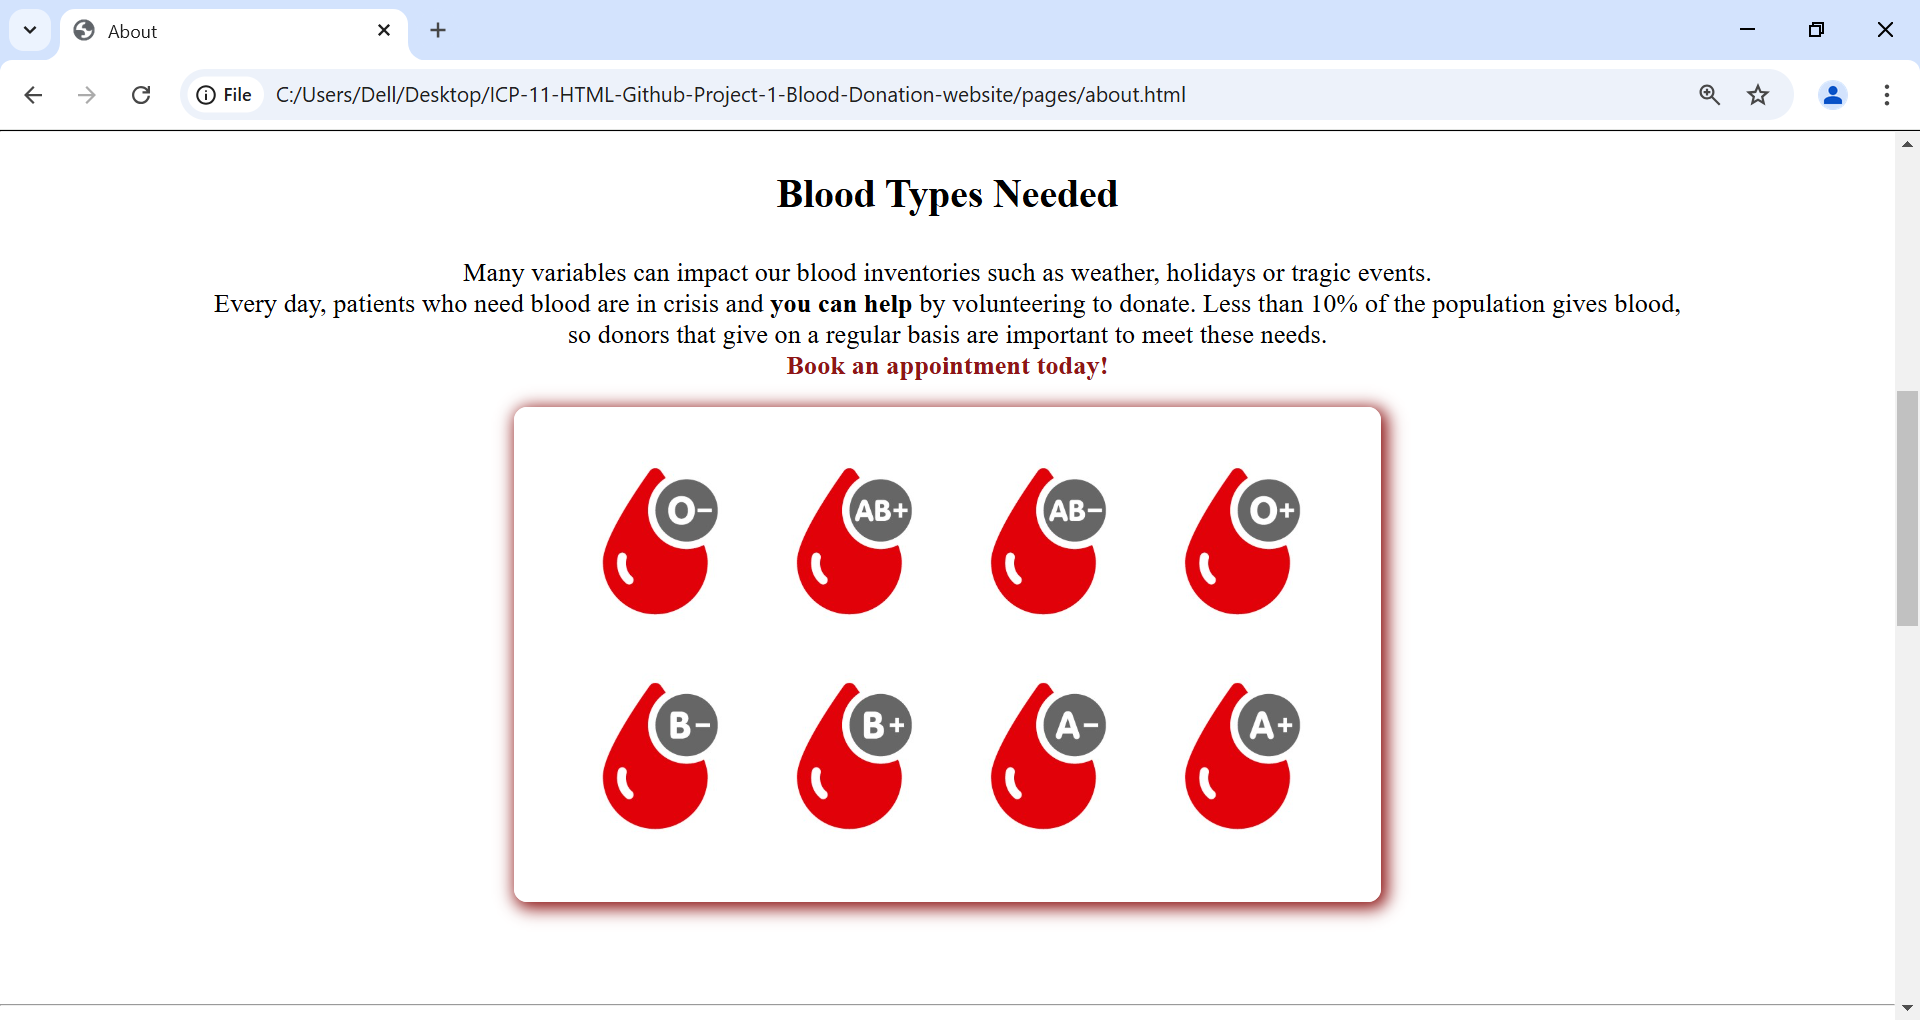 About
File
C:/Users/Dell/Desktop/ICP-11-HTML-Github-Project-1-Blood-Donation-website/pages/about.html
Blood Types Needed
Many variables can impact our blood inventories such as weather, holidays or tragic events.
Every day, patients who need blood are in crisis and you can help by volunteering to donate. Less than 10% of the population gives blood,
so donors that give on a regular basis are important to meet these needs.
Book an appointment today!
O− AB+ AB− O+
B− B+ A− A+